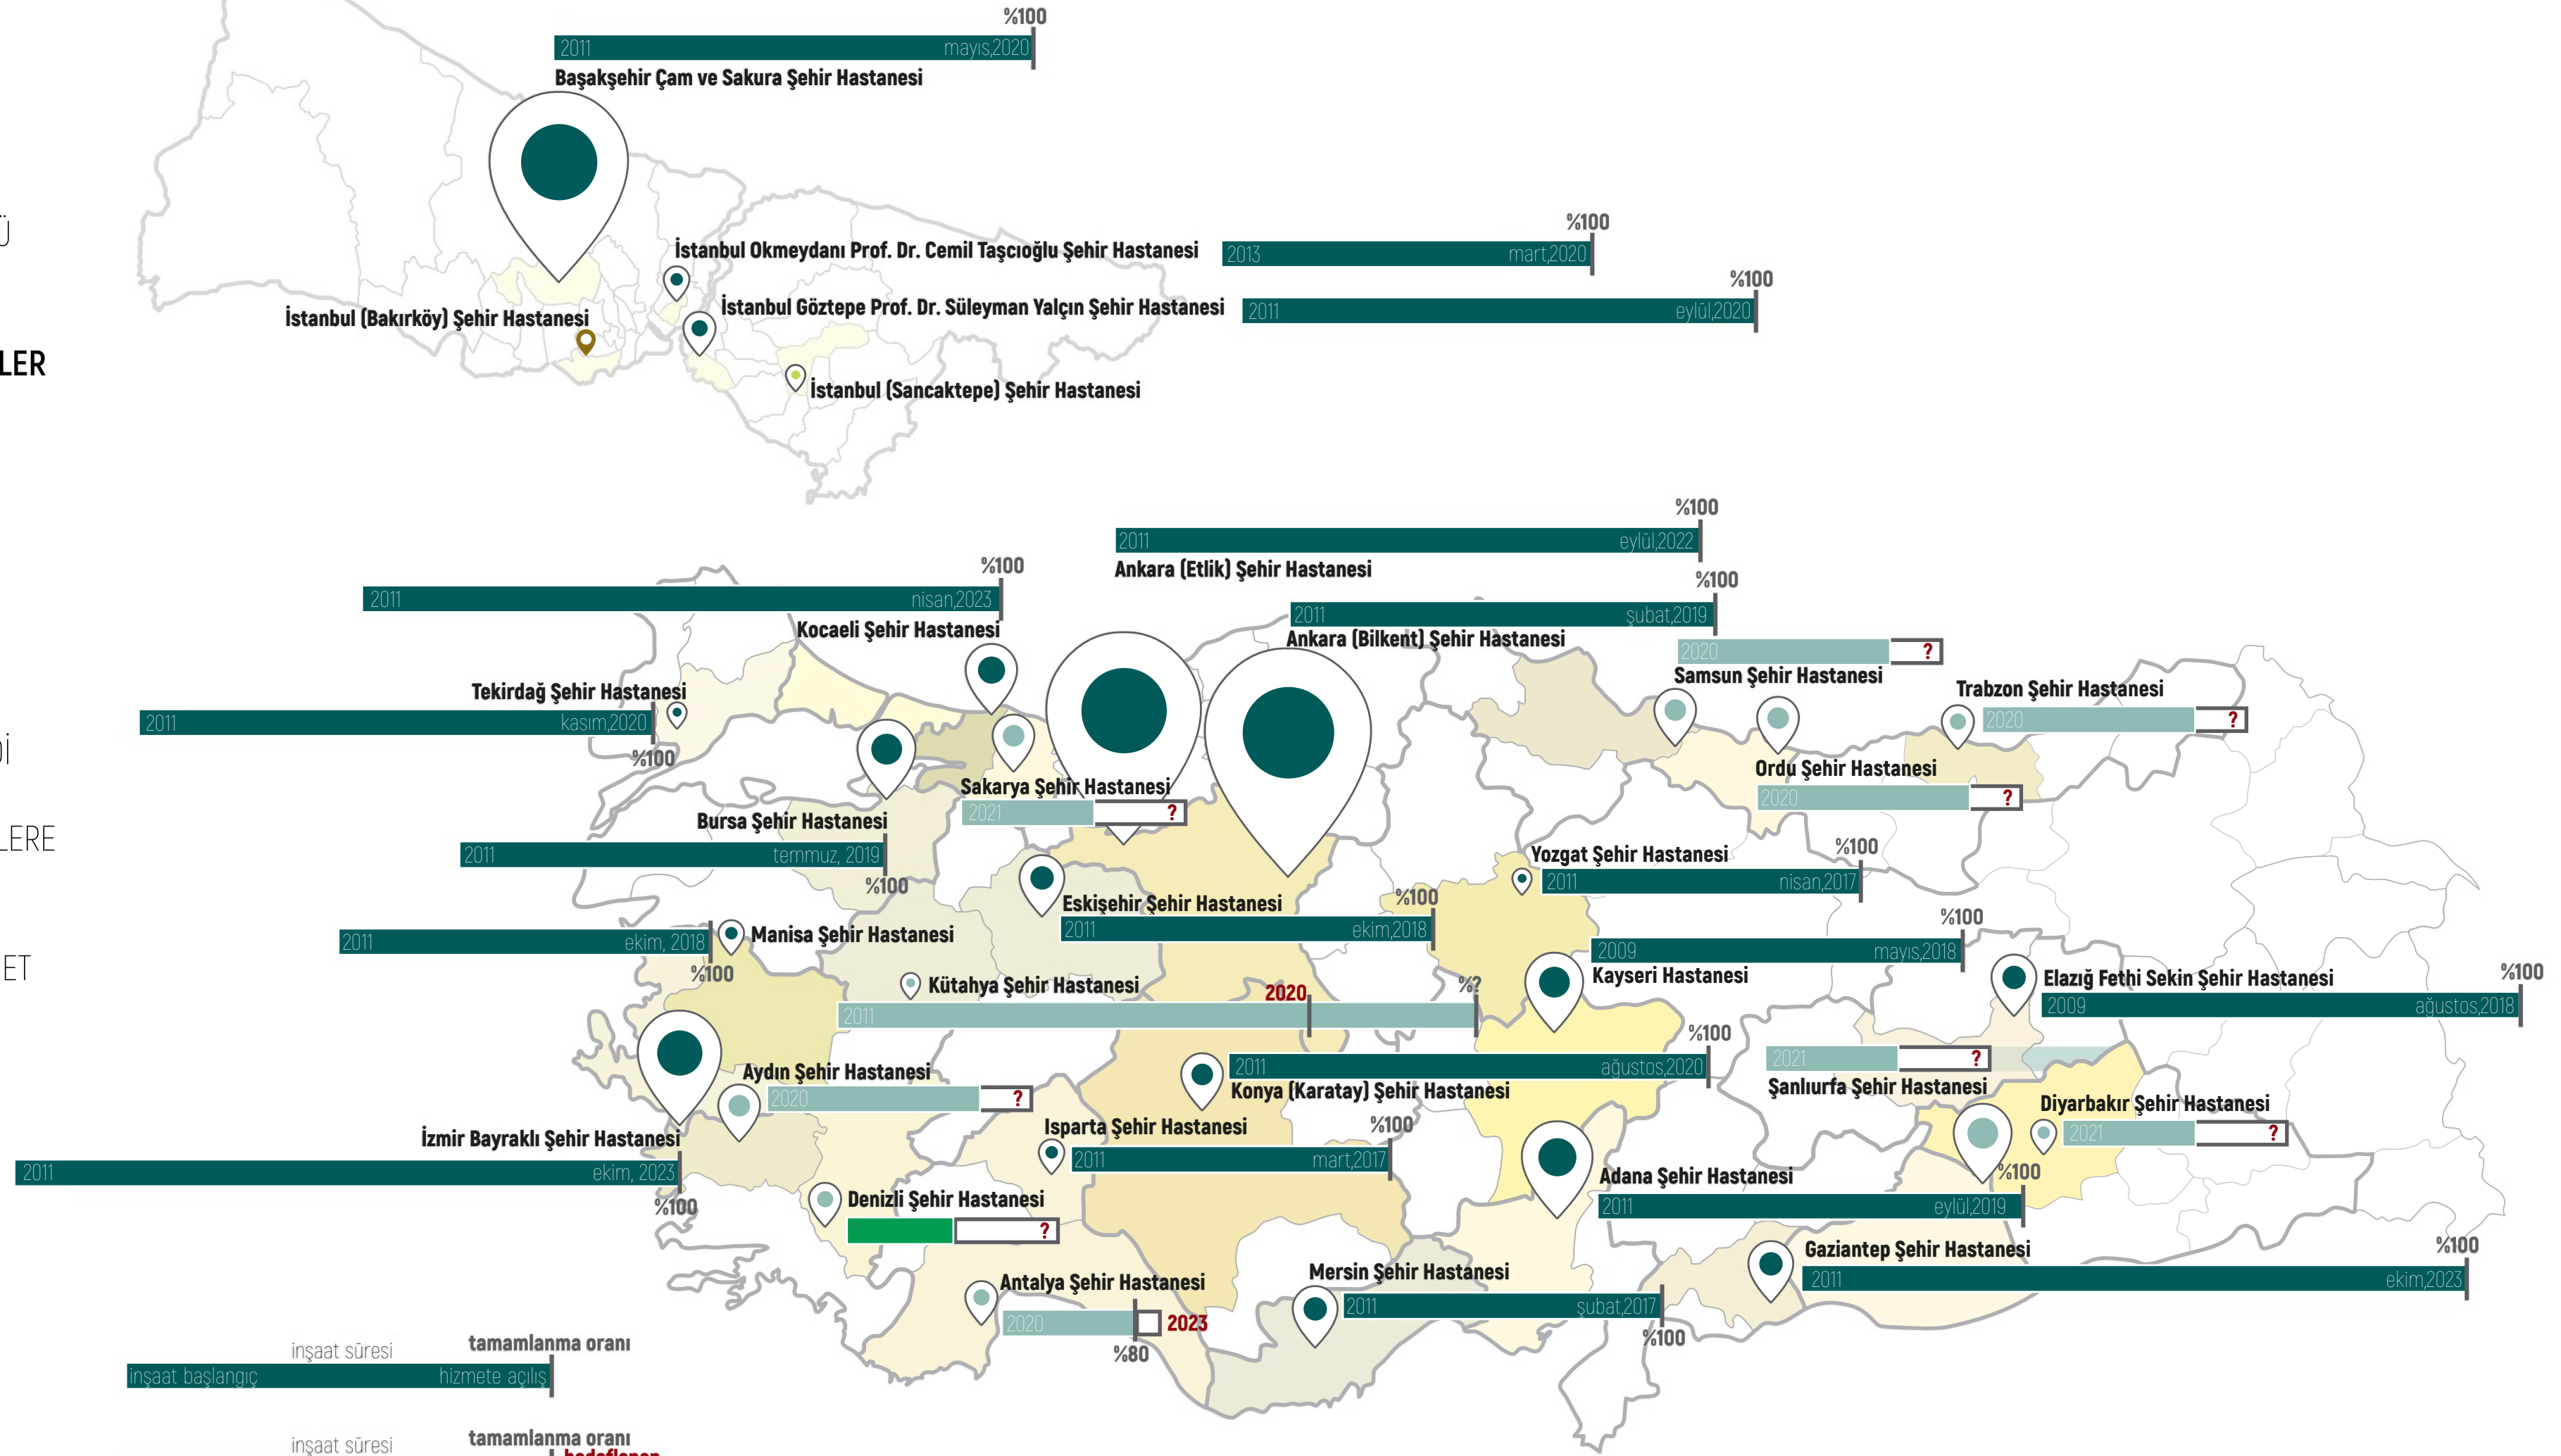 %100
2011 mayıs,2020
Başakşehir Çam ve Sakura Şehir Hastanesi
Ü
%100
İstanbul Okmeydanı Prof. Dr. Cemil Taşcıoğlu Şehir Hastanesi
2013 mart,2020
%100
İstanbul Göztepe Prof. Dr. Süleyman Yalçın Şehir Hastanesi
2011 eylül,2020
İstanbul (Bakırköy) Şehir Hastanesi
LER
İstanbul (Sancaktepe) Şehir Hastanesi
%100
2011 eylül,2022
Ankara (Etlik) Şehir Hastanesi
%100
2011 nisan,2023
Kocaeli Şehir Hastanesi
%100
2011 şubat,2019
Ankara (Bilkent) Şehir Hastanesi
2020 ?
Samsun Şehir Hastanesi
Tekirdağ Şehir Hastanesi
2011 kasım,2020
%100
Trabzon Şehir Hastanesi
2020 ?
Dİ
Sakarya Şehir Hastanesi
2021 ?
Ordu Şehir Hastanesi
2020 ?
LERE
Bursa Şehir Hastanesi
2011 temmuz, 2019
%100
Yozgat Şehir Hastanesi
%100
2011 nisan,2017
Eskişehir Şehir Hastanesi
%100
2011 ekim,2018
2011 ekim, 2018
%100
Manisa Şehir Hastanesi
%100
2009 mayıs,2018
Kayseri Hastanesi
ET
Elazığ Fethi Sekin Şehir Hastanesi
%100
2009 ağustos,2018
Kütahya Şehir Hastanesi
2020
%?
2011
%100
2011 ağustos,2020
Konya (Karatay) Şehir Hastanesi
2021 ?
Şanlıurfa Şehir Hastanesi
Aydın Şehir Hastanesi
2020 ?
Diyarbakır Şehir Hastanesi
2021 ?
İzmir Bayraklı Şehir Hastanesi
2011 ekim, 2023
%100
Isparta Şehir Hastanesi
%100
2011 mart,2017
Adana Şehir Hastanesi
%100
2011 eylül,2019
Denizli Şehir Hastanesi
?
Gaziantep Şehir Hastanesi
%100
2011 ekim,2023
Antalya Şehir Hastanesi
2020
2023
%80
Mersin Şehir Hastanesi
2011 şubat,2017
%100
inşaat süresi
tamamlanma oranı
inşaat başlangıç hizmete açılış
inşaat süresi
tamamlanma oranı
hedeflenen